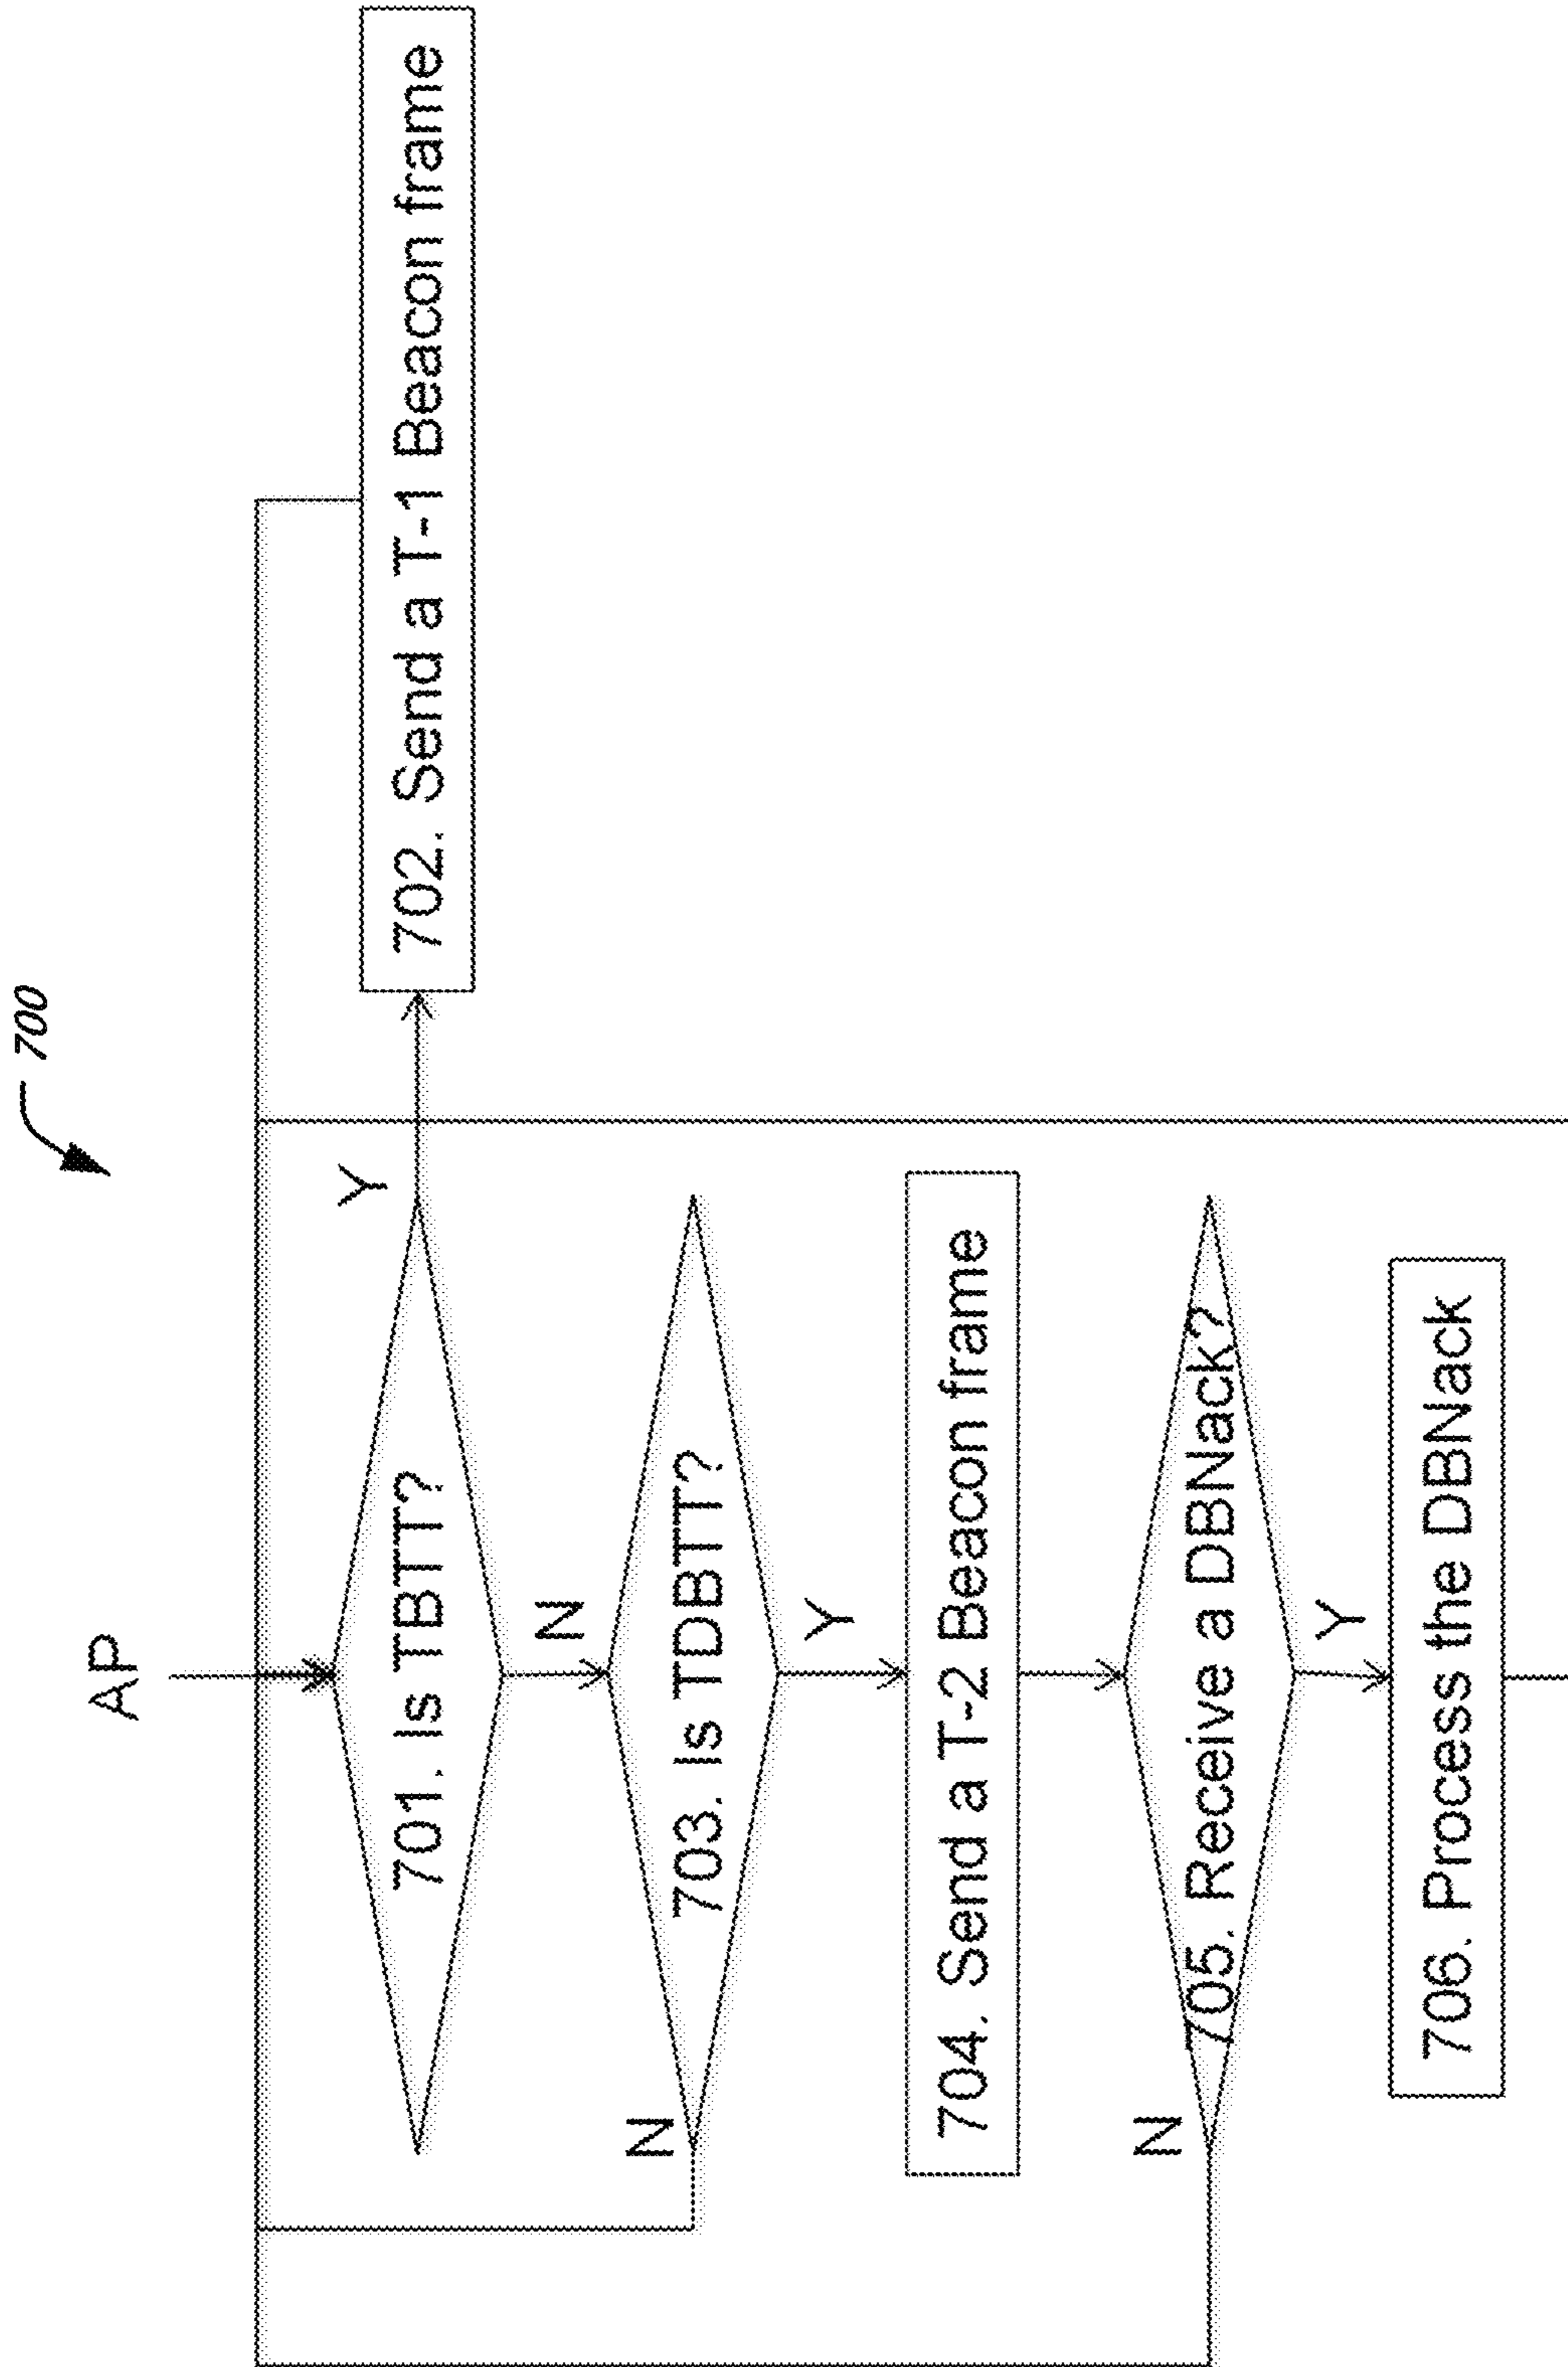 700
AP
701. Is TBTT?
Y
702. Send a T-1 Beacon frame
N
703. Is TDBTT?
N
Y
704. Send a T-2 Beacon frame
705. Receive a DBNack?
N
Y
706. Process the DBNack